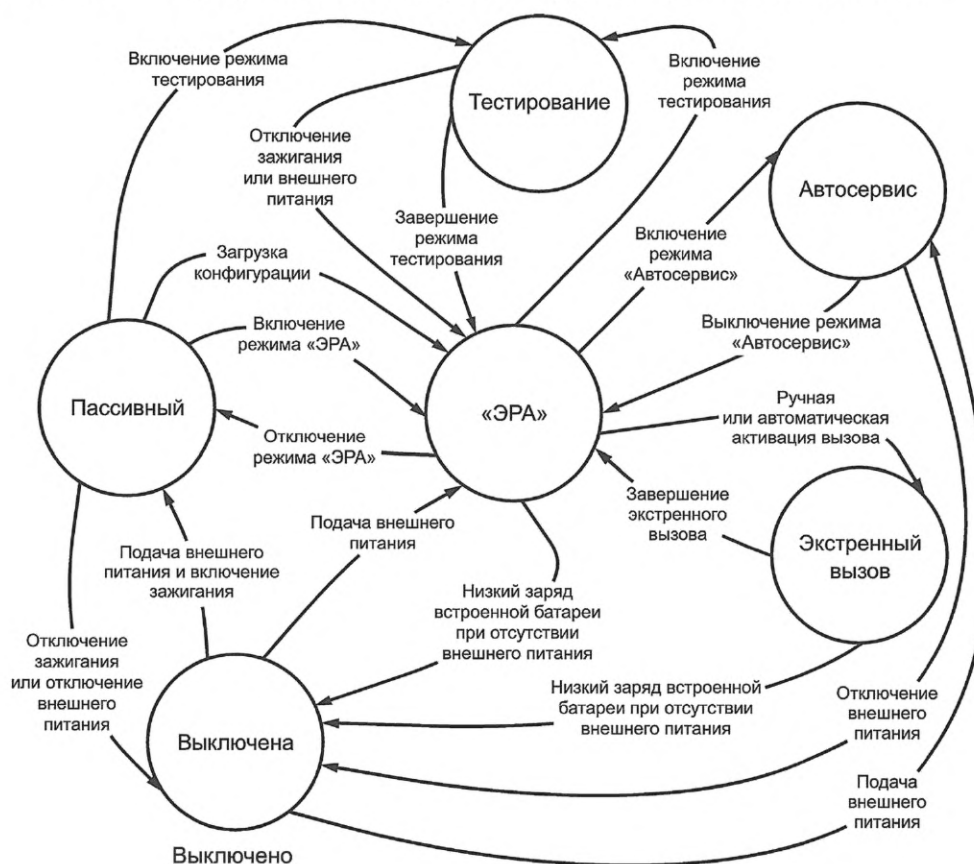 Включение режима
тестирования
Тестирование
Включение
режима
тестирования
Отключение
зажигания
или внешнего
питания
Завершение
режима
тестирования
Автосервис
Включение
режима
«Автосервис»
Загрузка
конфигурации
Включение
режима «ЭРА»
Выключение режима
«Автосервис»
Пассивный
«ЭРА»
Ручная
или автоматическая
активация вызова
Отключение
режима «ЭРА»
Завершение
экстренного
вызова
Экстренный
вызов
Подача внешнего
питания
Подача внешнего
питания и включение
зажигания
Низкий заряд
встроенной батареи
при отсутствии
внешнего питания
Отключение
зажигания
или отключение
внешнего
питания
Низкий заряд встроенной
батареи при отсутствии
внешнего питания
Отключение
внешнего
питания
Выключена
Подача
внешнего
питания
Выключено